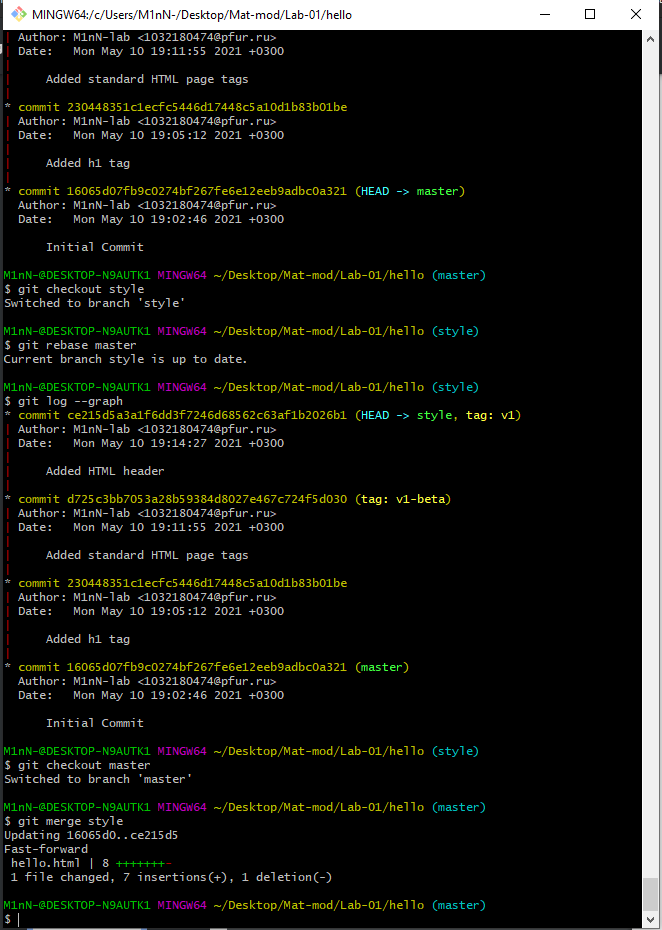 MINGW64:/c/Users/M1nN-/Desktop/Mat-mod/Lab-01/hello
| Author: M1nN-lab <1032180474@pfur.ru>
| Date:   Mon May 10 19:11:55 2021 +0300
|
|     Added standard HTML page tags
|
* commit 230448351c1ecfc5446d17448c5a10d1b83b01be
| Author: M1nN-lab <1032180474@pfur.ru>
| Date:   Mon May 10 19:05:12 2021 +0300
|
|     Added h1 tag
|
* commit 16065d07fb9c0274bf267fe6e12eeb9adbc0a321 (HEAD -> master)
  Author: M1nN-lab <1032180474@pfur.ru>
  Date:   Mon May 10 19:02:46 2021 +0300

      Initial Commit

M1nN-@DESKTOP-N9AUTK1 MINGW64 ~/Desktop/Mat-mod/Lab-01/hello (master)
$ git checkout style
Switched to branch 'style'

M1nN-@DESKTOP-N9AUTK1 MINGW64 ~/Desktop/Mat-mod/Lab-01/hello (style)
$ git rebase master
Current branch style is up to date.

M1nN-@DESKTOP-N9AUTK1 MINGW64 ~/Desktop/Mat-mod/Lab-01/hello (style)
$ git log --graph
* commit ce215d5a3a1f6dd3f7246d68562c63af1b2026b1 (HEAD -> style, tag: v1)
| Author: M1nN-lab <1032180474@pfur.ru>
| Date:   Mon May 10 19:14:27 2021 +0300
|
|     Added HTML header
|
* commit d725c3bb7053a28b59384d8027e467c724f5d030 (tag: v1-beta)
| Author: M1nN-lab <1032180474@pfur.ru>
| Date:   Mon May 10 19:11:55 2021 +0300
|
|     Added standard HTML page tags
|
* commit 230448351c1ecfc5446d17448c5a10d1b83b01be
| Author: M1nN-lab <1032180474@pfur.ru>
| Date:   Mon May 10 19:05:12 2021 +0300
|
|     Added h1 tag
|
* commit 16065d07fb9c0274bf267fe6e12eeb9adbc0a321 (master)
  Author: M1nN-lab <1032180474@pfur.ru>
  Date:   Mon May 10 19:02:46 2021 +0300

      Initial Commit

M1nN-@DESKTOP-N9AUTK1 MINGW64 ~/Desktop/Mat-mod/Lab-01/hello (style)
$ git checkout master
Switched to branch 'master'

M1nN-@DESKTOP-N9AUTK1 MINGW64 ~/Desktop/Mat-mod/Lab-01/hello (master)
$ git merge style
Updating 16065d0..ce215d5
Fast-forward
 hello.html | 8 +++++++-
 1 file changed, 7 insertions(+), 1 deletion(-)

M1nN-@DESKTOP-N9AUTK1 MINGW64 ~/Desktop/Mat-mod/Lab-01/hello (master)
$